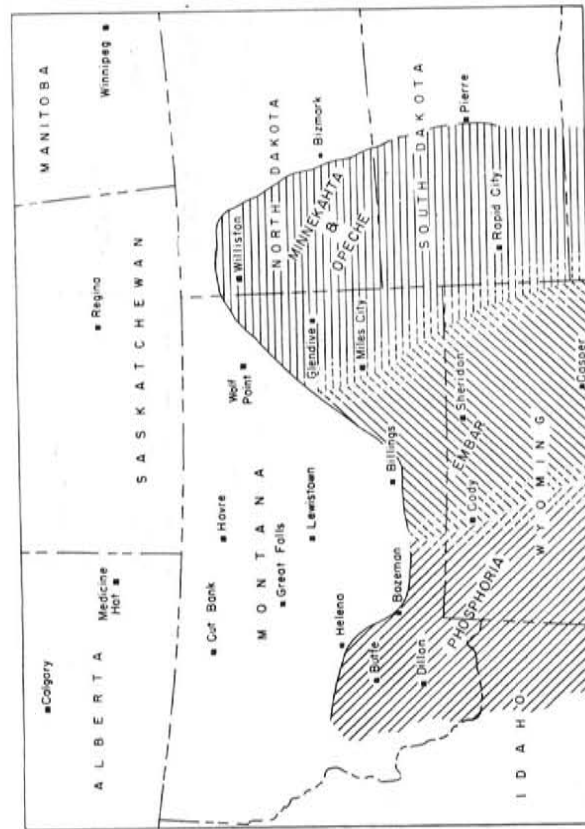 MANITOBA
Winnipeg
SASKATCHEWAN
Regina
ALBERTA
Calgary
Medicine
Hat
NORTH DAKOTA
Williston
Bizmark
MINNEKAHTA
&
OPECHE
SOUTH DAKOTA
Pierre
Rapid City
MONTANA
Cut Bank
Havre
Wolf
Point
Great Falls
Lewistown
Glendive
Miles City
Helena
Butte
Bozeman
Billings
Dillon
PHOSPHORIA
EMBAR
Cody
Sheridan
WYOMING
Casper
IDAHO